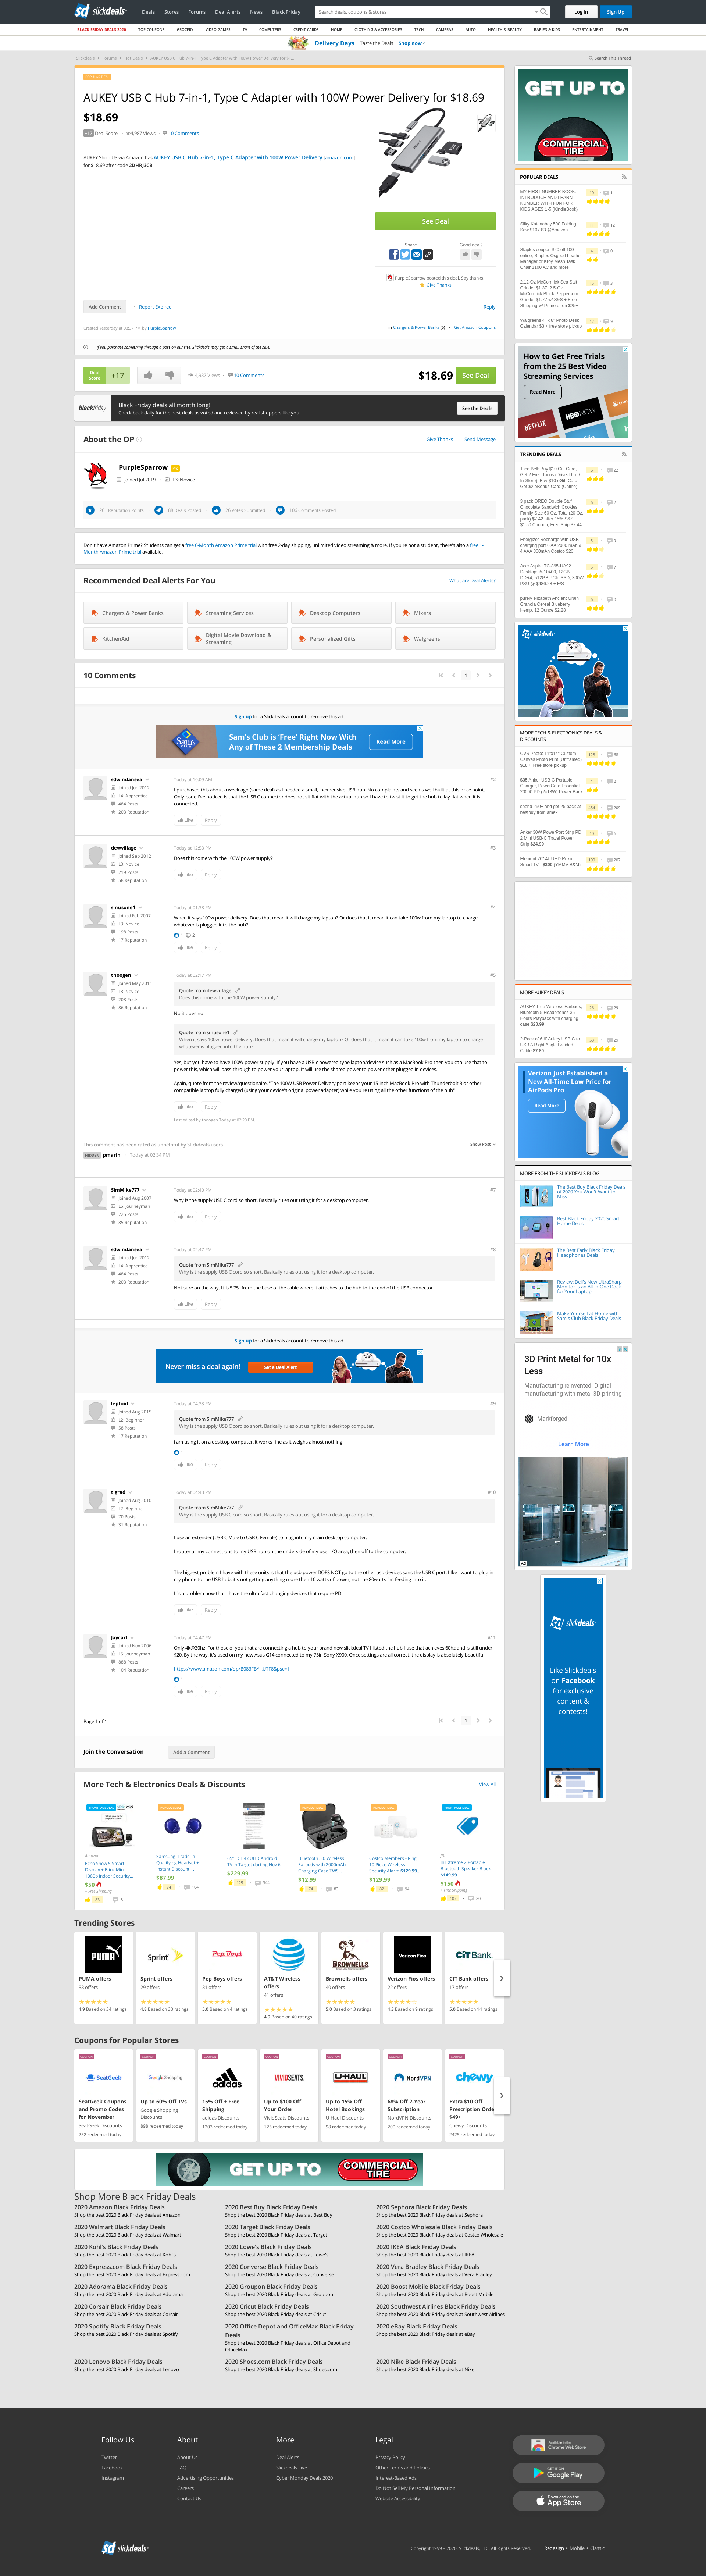 slickdeals
Deals Stores Forums Deal Alerts News Black Friday
Search deals, coupons & stores
Log In Sign Up
BLACK FRIDAY DEALS 2020 TOP COUPONS GROCERY VIDEO GAMES TV COMPUTERS CREDIT CARDS HOME CLOTHING & ACCESSORIES TECH CAMERAS AUTO HEALTH & BEAUTY BABIES & KIDS ENTERTAINMENT TRAVEL
Delivery Days Taste the Deals Shop now
Search This Thread
AUKEY USB C Hub 7-in-1, Type C Adapter with 100W Power Delivery for $18.69
$18.69
+17 Deal Score 4,987 Views 10 Comments
AUKEY Shop US via Amazon has AUKEY USB C Hub 7-in-1, Type C Adapter with 100W Power Delivery [amazon.com]
for $18.69 after code 2DHRJ3CB
See Deal
Share
Good deal?
PurpleSparrow posted this deal. Say thanks!
Give Thanks
Add Comment Report Expired Reply
Created Yesterday at 08:37 PM by PurpleSparrow
in Chargers & Power Banks (6) Get Amazon Coupons
If you purchase something through a post on our site, Slickdeals may get a small share of the sale.
Deal Score +17
4,987 Views 10 Comments
$18.69 See Deal
blackfriday
Black Friday deals all month long!
Check back daily for the best deals as voted and reviewed by real shoppers like you.
See the Deals
About the OP
Give Thanks Send Message
PurpleSparrow
Joined Jul 2019 L3: Novice
261 Reputation Points 88 Deals Posted 20 Votes Submitted 198 Comments Posted
Don't have Amazon Prime? Students can get a free 6-Month Amazon Prime trial with free 2-day shipping, unlimited video streaming & more. If you're not a student, there's also a free 1-
Month Amazon Prime trial available.
Recommended Deal Alerts For You
What are Deal Alerts?
Chargers & Power Banks
Streaming Services
Desktop Computers
Mixers
KitchenAid
Digital Movie Download &
Streaming
Personalized Gifts
Walgreens
10 Comments
1
Sign up for a Slickdeals account to remove this ad.
Sam's Club
Sam's Club is 'Free' Right Now With
Any of These 2 Membership Deals
Read More
sdwindansea
Joined Jun 2012
L4: Apprentice
484 Posts
203 Reputation
Today at 10:09 AM
#2
I purchased this about a week ago (same deal) as I needed a small, inexpensive USB hub. No complaints and everything seems well built and all works well at this price point.
Only issue I've noticed is that the USB C connector does not sit flat with the actual hub so I have to twist it to get the hub to lay flat when it is
connected.
Like Reply
dewvillage
Joined Sep 2012
L3: Novice
219 Posts
58 Reputation
Today at 12:53 PM
#3
Does this come with the 100W power supply?
Like Reply
sinusone1
Joined Feb 2007
L3: Novice
198 Posts
17 Reputation
Today at 01:38 PM
#4
When it says 100w power delivery. Does that mean it will charge my laptop? Or does that it mean that it can take 100w from my laptop to charge
whatever is plugged into the hub?
1 2
Like Reply
tnoogen
Joined May 2011
L3: Novice
208 Posts
86 Reputation
Today at 02:17 PM
#5
Quote from dewvillage
Does this come with the 100W power supply?
No it does not.
Quote from sinusone1
When it says 100w power delivery. Does that mean it will charge my laptop? Or does that it mean that it can take 100w from my laptop to charge
whatever is plugged into the hub?
Yes, but you have to have 100W power supply. If you have a USB-c powered type laptop/device such as a MacBook Pro then you can use that to
power this, which will pass-through to power your laptop. It will use the stated power to power other plugged in devices.
Again, quote from the review/questionaire, "The 100W USB Power Delivery port keeps your 15-inch MacBook Pro with Thunderbolt 3 or other
compatible laptop fully charged (using your device's original power adapter) while you're using any of the other functions of the hub"
Like Reply
Last edited by tnoogen Today at 02:20 PM.
This comment has been rated as unhelpful by Slickdeals users
Show Post
pmarin Today at 02:34 PM
SimMike777
Joined Aug 2007
L5: Journeyman
725 Posts
85 Reputation
Today at 02:40 PM
#7
Why is the supply USB C cord so short. Basically rules out using it for a desktop computer.
Like Reply
sdwindansea
Joined Jun 2012
L4: Apprentice
484 Posts
203 Reputation
Today at 02:47 PM
#8
Quote from SimMike777
Why is the supply USB C cord so short. Basically rules out using it for a desktop computer.
Not sure on the why. It is 5.75" from the base of the cable where it attaches to the hub to the end of the USB connector
Like Reply
Sign up for a Slickdeals account to remove this ad.
Never miss a deal again! Set a Deal Alert
leptoid
Joined Aug 2015
L2: Beginner
58 Posts
17 Reputation
Today at 04:33 PM
#9
Quote from SimMike777
Why is the supply USB C cord so short. Basically rules out using it for a desktop computer.
i am using it on a desktop computer. it works fine as it weighs almost nothing.
1
Like Reply
tigrad
Joined Aug 2010
L2: Beginner
70 Posts
31 Reputation
Today at 04:43 PM
#10
Quote from SimMike777
Why is the supply USB C cord so short. Basically rules out using it for a desktop computer.
I use an extender (USB C Male to USB C Female) to plug into my main desktop computer.
I router all my connections to my USB hub on the underside of my user I/O area, then off to the computer.
The biggest problem I have with these units is that the usb power DOES NOT go to the other usb devices sans the USB C port. Like I want to plug in
my iPhone to the USB, it's not getting anything more then then 10 watts of power, not the 80watts I'm feeding into it.
It's a problem now that I have the ultra fast changing devices that require PD.
Like Reply
Jaycarl
Joined Nov 2006
L5: Journeyman
888 Posts
104 Reputation
Today at 04:47 PM
#11
Only 4k@30hz. For those of you that are connecting a hub to your brand new slickdeal TV I listed the hub I use that achieves 60hz and is still under
$20. By the way, it's used on my new Asus G14 connected to my 75in Sony X900. Once settings are all correct, the display is absolutely beautiful.
https://www.amazon.com/dp/B083FBY...UTF8&psc=1
1
Like Reply
Page 1 of 1
1
Join the Conversation Add a Comment
More Tech & Electronics Deals & Discounts
View All
Amazon
Echo Show 5 Smart
Display + Blink Mini
1080p Indoor Security...
$50
+ Free Shipping
Samsung: Trade-In
Qualifying Headset +
Instant Discount +...
$87.99
74 104
65" TCL 4k UHD Android
TV in Target starting Nov 6
$229.99
125 344
Bluetooth 5.0 Wireless
Earbuds with 2000mAh
Charging Case TWS...
$12.99
74 83
Costco Members - Ring
10-Piece Wireless
Security Alarm $129.99...
$129.99
82 94
JBL
JBL Xtreme 2 Portable
Bluetooth Speaker Black -
$149.99
$150
+ Free Shipping
107 80
Trending Stores
PUMA offers
38 offers
4.9 Based on 34 ratings
Sprint offers
29 offers
4.8 Based on 33 ratings
Pep Boys offers
31 offers
5.0 Based on 4 ratings
AT&T Wireless
offers
41 offers
4.9 Based on 40 ratings
Brownells offers
40 offers
5.0 Based on 3 ratings
Verizon Fios offers
22 offers
4.3 Based on 9 ratings
CIT Bank offers
17 offers
5.0 Based on 14 ratings
Coupons for Popular Stores
SeatGeek Coupons
and Promo Codes
for November
SeatGeek Discounts
252 redeemed today
Up to 60% Off TVs
Google Shopping
Discounts
898 redeemed today
15% Off + Free
Shipping
adidas Discounts
1203 redeemed today
Up to $100 Off
Your Order
VividSeats Discounts
125 redeemed today
Up to 15% Off
Hotel Bookings
U-Haul Discounts
98 redeemed today
68% Off 2-Year
Subscription
NordVPN Discounts
200 redeemed today
Extra $10 Off
Prescription Orde
$49+
Chewy Discounts
2425 redeemed today
GET UP TO COMMERCIAL TIRE
Shop More Black Friday Deals
2020 Amazon Black Friday Deals
Shop the best 2020 Black Friday deals at Amazon
2020 Best Buy Black Friday Deals
Shop the best 2020 Black Friday deals at Best Buy
2020 Sephora Black Friday Deals
Shop the best 2020 Black Friday deals at Sephora
2020 Walmart Black Friday Deals
Shop the best 2020 Black Friday deals at Walmart
2020 Target Black Friday Deals
Shop the best 2020 Black Friday deals at Target
2020 Costco Wholesale Black Friday Deals
Shop the best 2020 Black Friday deals at Costco Wholesale
2020 Kohl's Black Friday Deals
Shop the best 2020 Black Friday deals at Kohl's
2020 Lowe's Black Friday Deals
Shop the best 2020 Black Friday deals at Lowe's
2020 IKEA Black Friday Deals
Shop the best 2020 Black Friday deals at IKEA
2020 Express.com Black Friday Deals
Shop the best 2020 Black Friday deals at Express.com
2020 Converse Black Friday Deals
Shop the best 2020 Black Friday deals at Converse
2020 Vera Bradley Black Friday Deals
Shop the best 2020 Black Friday deals at Vera Bradley
2020 Adorama Black Friday Deals
Shop the best 2020 Black Friday deals at Adorama
2020 Groupon Black Friday Deals
Shop the best 2020 Black Friday deals at Groupon
2020 Boost Mobile Black Friday Deals
Shop the best 2020 Black Friday deals at Boost Mobile
2020 Corsair Black Friday Deals
Shop the best 2020 Black Friday deals at Corsair
2020 Cricut Black Friday Deals
Shop the best 2020 Black Friday deals at Cricut
2020 Southwest Airlines Black Friday Deals
Shop the best 2020 Black Friday deals at Southwest Airlines
2020 Spotify Black Friday Deals
Shop the best 2020 Black Friday deals at Spotify
2020 Office Depot and OfficeMax Black Friday
Deals
Shop the best 2020 Black Friday deals at Office Depot and
OfficeMax
2020 eBay Black Friday Deals
Shop the best 2020 Black Friday deals at eBay
2020 Lenovo Black Friday Deals
Shop the best 2020 Black Friday deals at Lenovo
2020 Shoes.com Black Friday Deals
Shop the best 2020 Black Friday deals at Shoes.com
2020 Nike Black Friday Deals
Shop the best 2020 Black Friday deals at Nike
GET UP TO
COMMERCIAL TIRE
POPULAR DEALS
MY FIRST NUMBER BOOK:
INTRODUCE AND LEARN
NUMBER WITH FUN FOR
KIDS AGES 1-5 (KindleBook)
Silky Katanaboy 500 Folding
Saw $107.93 @Amazon
Staples coupon $20 off 100
online. Staples Osgood Leather
Manager or Kroy Mesh Task
Chair $100 AC and more
2.12-Oz McCormick Sea Salt
Grinder $1.37, 2.5-Oz.
McCormick Black Peppercorn
Grinder $1.77 w/ S&S + Free
Shipping w/ Prime or on $25+
Walgreens 4" x 8" Photo Desk
Calendar $3 + free store pickup
How to Get Free Trials
from the 25 Best Video
Streaming Services
Read More
NETFLIX HBO NOW
TRENDING DEALS
Taco Bell: Buy $10 Gift Card,
Get 2 Free Tacos (Drive-Thru /
In-Store); Buy $10 eGift Card,
Get $2 eBonus Card (Online)
3 pack OREO Double Stuf
Chocolate Sandwich Cookies,
Family Size 60 Oz. Total (20 Oz.
pack) $7.42 after 15% S&S,
$1.50 Coupon, Free Ship $7.44
Energizer Recharge with USB
charging port 6 AA 2000 mAh &
4 AAA 800mAh Costco $20
Acer Aspire TC-895-UA92
Desktop: i5-10400, 12GB
DDR4, 512GB PCIe SSD, 300W
PSU @ $486.28 + F/S
purely elizabeth Ancient Grain
Granola Cereal Blueberry
Hemp, 12 Ounce $2.28
slickdeals
MORE TECH & ELECTRONICS DEALS &
DISCOUNTS
CVS Photo: 11"x14" Custom
Canvas Photo Print (Unframed)
$10 + Free Store pickup
$35 Anker USB C Portable
Charger, PowerCore Essential
20000 PD (2x18W) Power Bank
spend 250+ and get 25 back at
bestbuy from amex
Anker 30W PowerPort Strip PD
2 Mini USB-C Travel Power
Strip $24.99
Element 70" 4k UHD Roku
Smart TV - $300 (YMMV B&M)
MORE AUKEY DEALS
AUKEY True Wireless Earbuds,
Bluetooth 5 Headphones 35
Hours Playback with charging
case $25.99
2-Pack of 6.6' Aukey USB C to
USB A Right Angle Braided
Cable $7.80
Verizon Just Established a
New All-Time Low Price for
AirPods Pro
Read More
MORE FROM THE SLICKDEALS BLOG
The Best Buy Black Friday Deals
of 2020 You Won't Want to
Miss
Best Black Friday 2020 Smart
Home Deals
The Best Early Black Friday
Headphones Deals
Review: Dell's New UltraSharp
Monitor Is an All-in-One Dock
for Your Laptop
Make Yourself at Home with
Sam's Club Black Friday Deals
3D Print Metal for 10x
Less
Manufacturing reinvented. Digital
manufacturing with metal 3D printing
Markforged
Learn More
Ad
slickdeals
Like Slickdeals
on Facebook
for exclusive
content &
contests!
Follow Us
Twitter
Facebook
Instagram
About
About Us
FAQ
Advertising Opportunities
Careers
Contact Us
More
Deal Alerts
Slickdeals Live
Cyber Monday Deals 2020
Legal
Privacy Policy
Other Terms and Policies
Interest-Based Ads
Do Not Sell My Personal Information
Website Accessibility
Available in the
Chrome Web Store
GET IT ON
Google Play
Download on the
App Store
slickdeals
Copyright 1999 - 2020. Slickdeals, LLC. All Rights Reserved. Redesign • Mobile • Classic